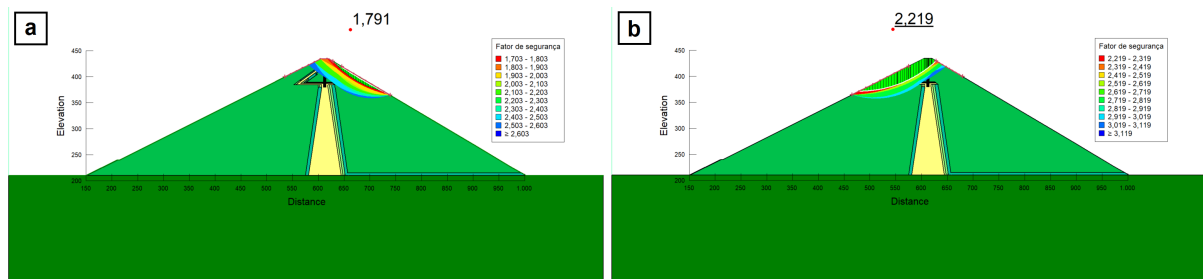 a
1,791
Fator de segurança
1,703 - 1,803
1,803 - 1,903
1,903 - 2,003
2,003 - 2,103
2,103 - 2,203
2,203 - 2,303
2,303 - 2,403
2,403 - 2,503
2,503 - 2,603
≥ 2,603
Elevation
450
400
350
300
250
200
150 200 250 300 350 400 450 500 550 600 650 700 750 800 850 900 950 1.000
Distance
b
2,219
Fator de segurança
2,219 - 2,319
2,319 - 2,419
2,419 - 2,519
2,519 - 2,619
2,619 - 2,719
2,719 - 2,819
2,819 - 2,919
2,919 - 3,019
3,019 - 3,119
≥ 3,119
Elevation
450
400
350
300
250
200
150 200 250 300 350 400 450 500 550 600 650 700 750 800 850 900 950 1.000
Distance